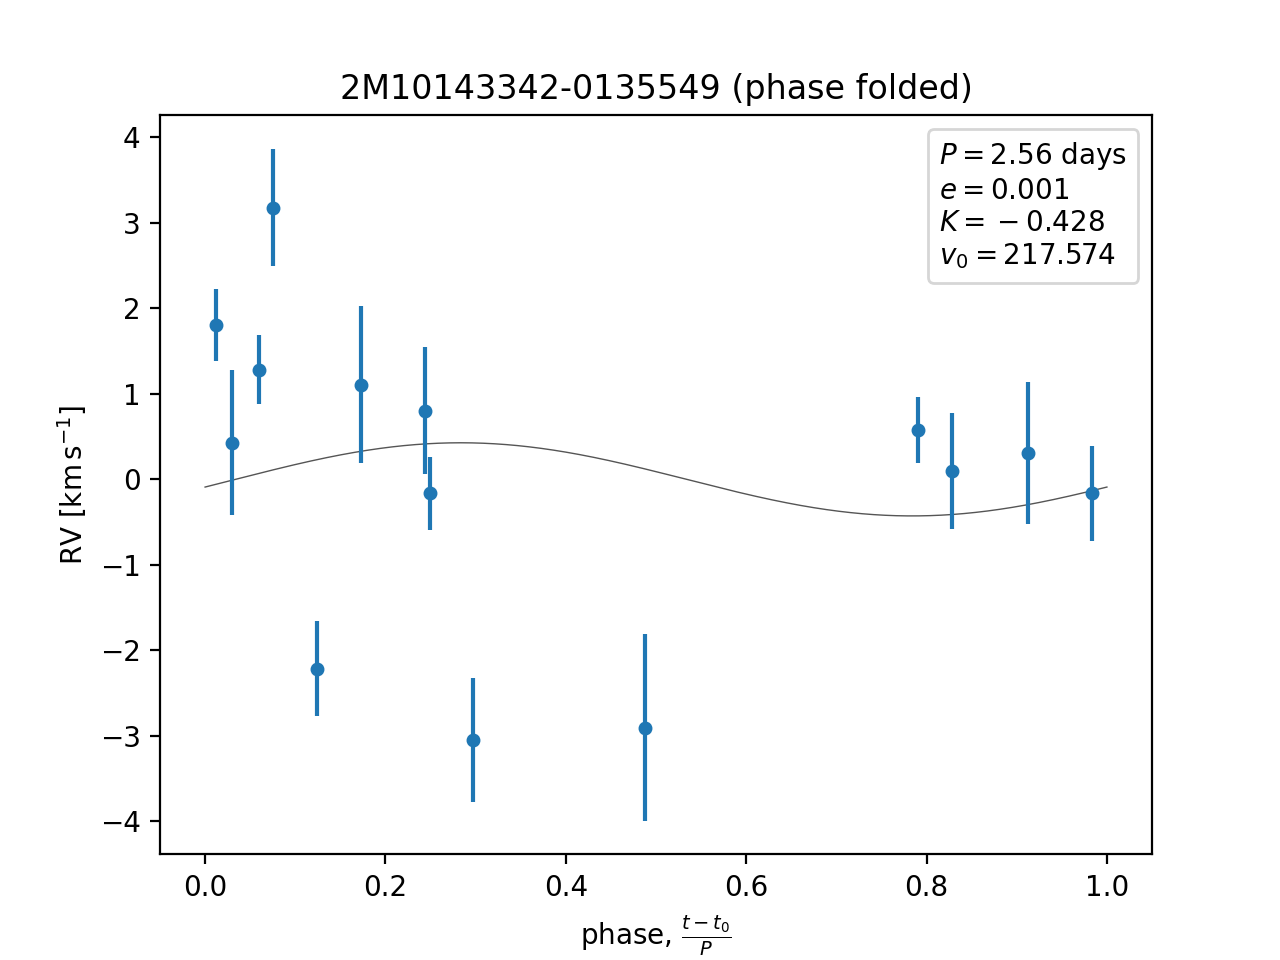 2M10143342-0135549 (phase folded)
P = 2.56 days
e = 0.001
K = −0.428
v₀ = 217.574
RV [km s⁻¹]
4
3
2
1
0
−1
−2
−3
−4
0.0 0.2 0.4 0.6 0.8 1.0
phase, (t − t₀)/P